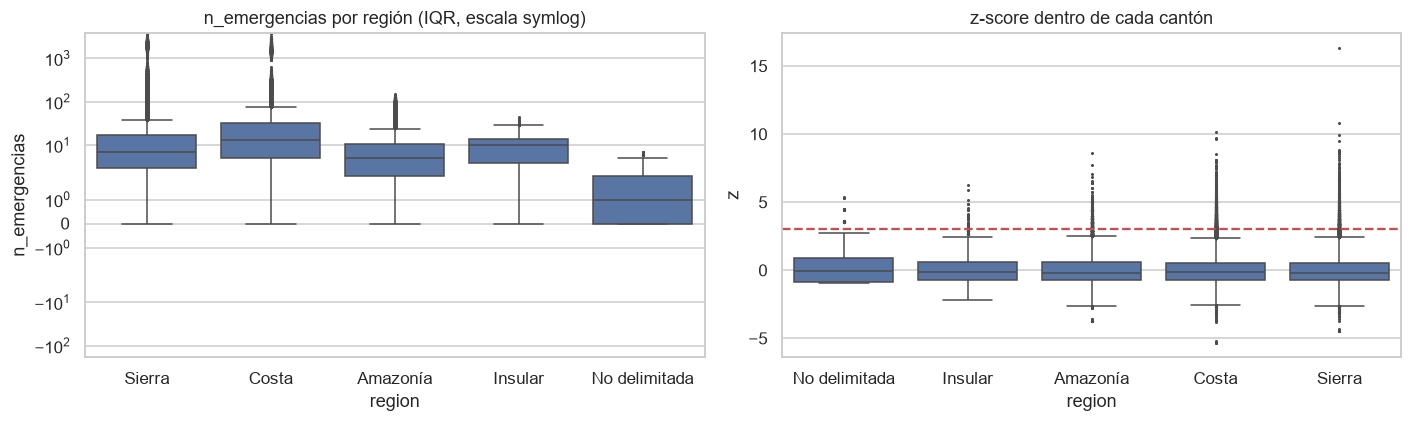 n_emergencias por región (IQR, escala symlog)
n_emergencias
10³
10²
10¹
10⁰
0
−10⁰
−10¹
−10²
Sierra Costa Amazonía Insular No delimitada
region
z-score dentro de cada cantón
z
15
10
5
0
−5
No delimitada Insular Amazonía Costa Sierra
region